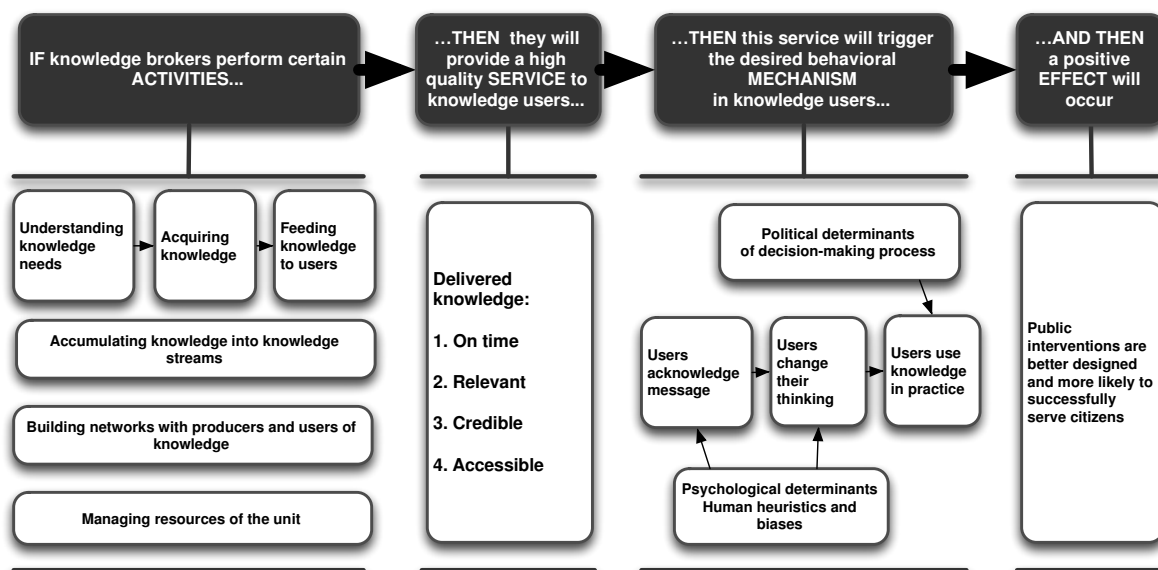 IF knowledge brokers perform certain
ACTIVITIES...
...THEN they will
provide a high
quality SERVICE to
knowledge users...
...THEN this service will trigger
the desired behavioral
MECHANISM
in knowledge users...
...AND THEN
a positive
EFFECT will
occur
Understanding
knowledge
needs
Acquiring
knowledge
Feeding
knowledge
to users
Accumulating knowledge into knowledge
streams
Building networks with producers and users of
knowledge
Managing resources of the unit
Delivered
knowledge:
1. On time
2. Relevant
3. Credible
4. Accessible
Political determinants
of decision-making process
Users
acknowledge
message
Users
change
their
thinking
Users use
knowledge
in practice
Psychological determinants
Human heuristics and
biases
Public
interventions are
better designed
and more likely to
successfully
serve citizens